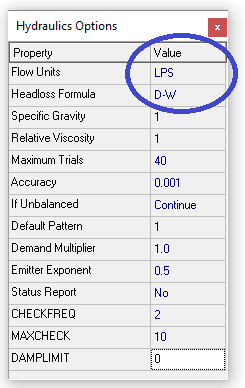 Hydraulics Options x
Property Value
Flow Units LPS
Headloss Formula D-W
Specific Gravity 1
Relative Viscosity 1
Maximum Trials 40
Accuracy 0.001
If Unbalanced Continue
Default Pattern 1
Demand Multiplier 1.0
Emitter Exponent 0.5
Status Report No
CHECKFREQ 2
MAXCHECK 10
DAMPLIMIT 0